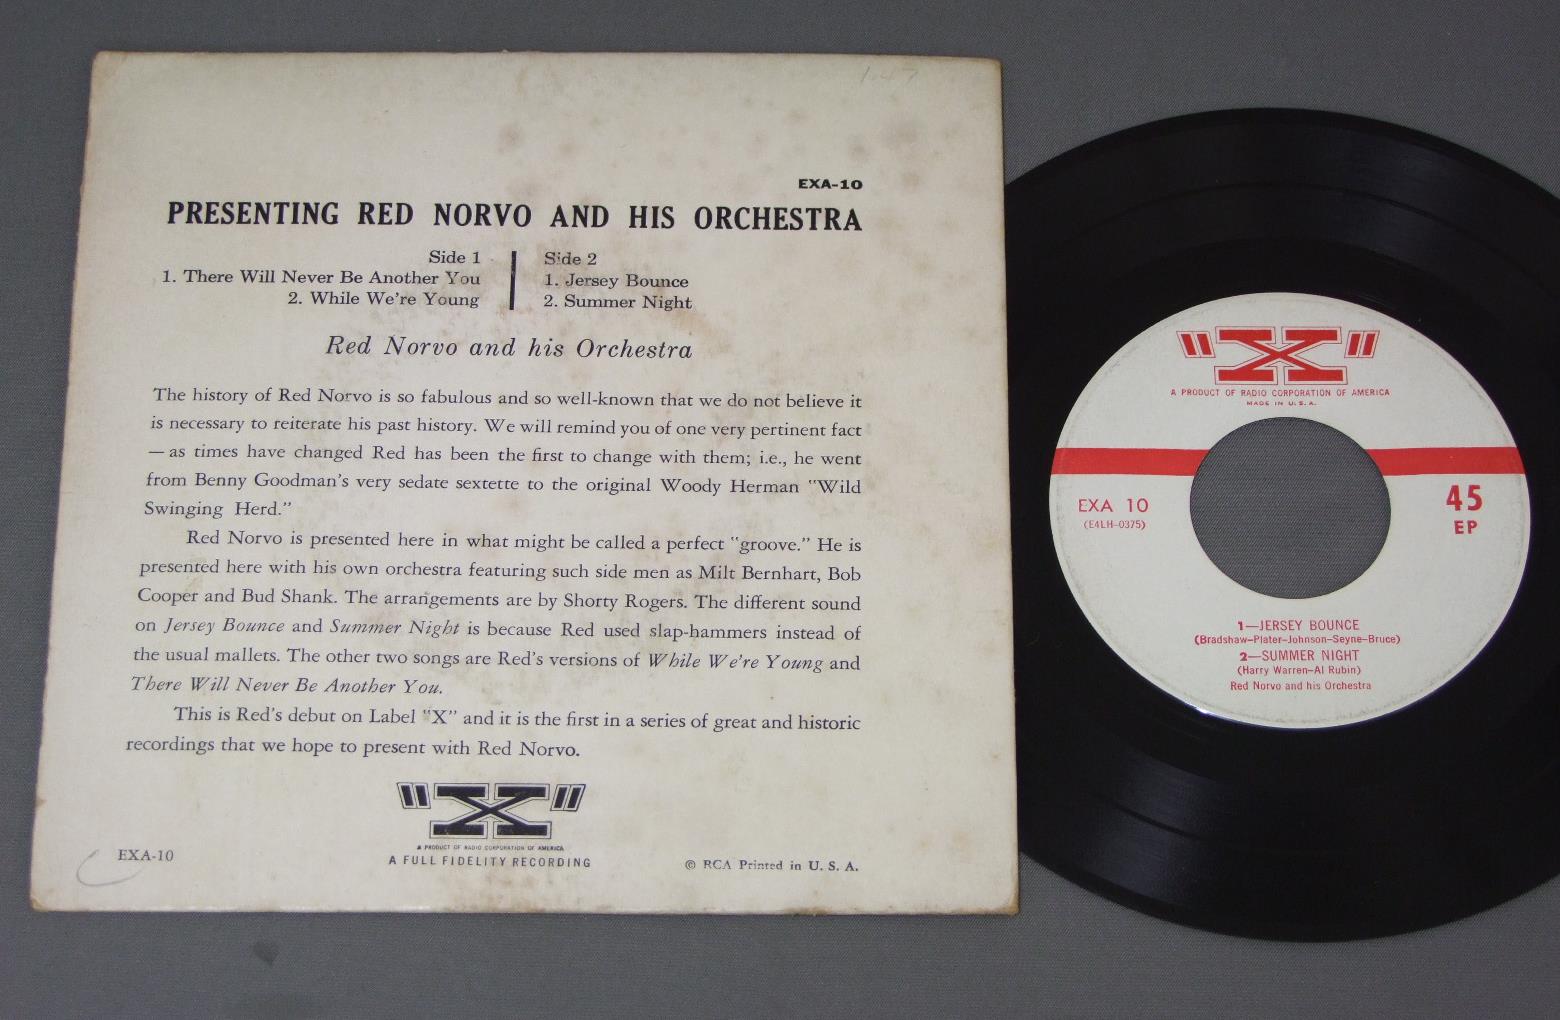 EXA-10
PRESENTING RED NORVO AND HIS ORCHESTRA
Side 1
1. There Will Never Be Another You
2. While We're Young
Side 2
1. Jersey Bounce
2. Summer Night
Red Norvo and his Orchestra
The history of Red Norvo is so fabulous and so well-known that we do not believe it
is necessary to reiterate his past history. We will remind you of one very pertinent fact
— as times have changed Red has been the first to change with them; i.e., he went
from Benny Goodman's very sedate sextette to the original Woody Herman "Wild
Swinging Herd."
Red Norvo is presented here in what might be called a perfect "groove." He is
presented here with his own orchestra featuring such side men as Milt Bernhart, Bob
Cooper and Bud Shank. The arrangements are by Shorty Rogers. The different sound
on Jersey Bounce and Summer Night is because Red used slap-hammers instead of
the usual mallets. The other two songs are Red's versions of While We're Young and
There Will Never Be Another You.
This is Red's debut on Label "X" and it is the first in a series of great and historic
recordings that we hope to present with Red Norvo.
"X"
A PRODUCT OF RADIO CORPORATION OF AMERICA
A FULL FIDELITY RECORDING
EXA-10
© RCA Printed in U. S. A.
"X"
A PRODUCT OF RADIO CORPORATION OF AMERICA
MADE IN U.S.A.
EXA 10
(E4LH-0375)
45
EP
1—JERSEY BOUNCE
(Bradshaw-Plater-Johnson-Seyne-Bruce)
2—SUMMER NIGHT
(Harry Warren-Al Rubin)
Red Norvo and his Orchestra